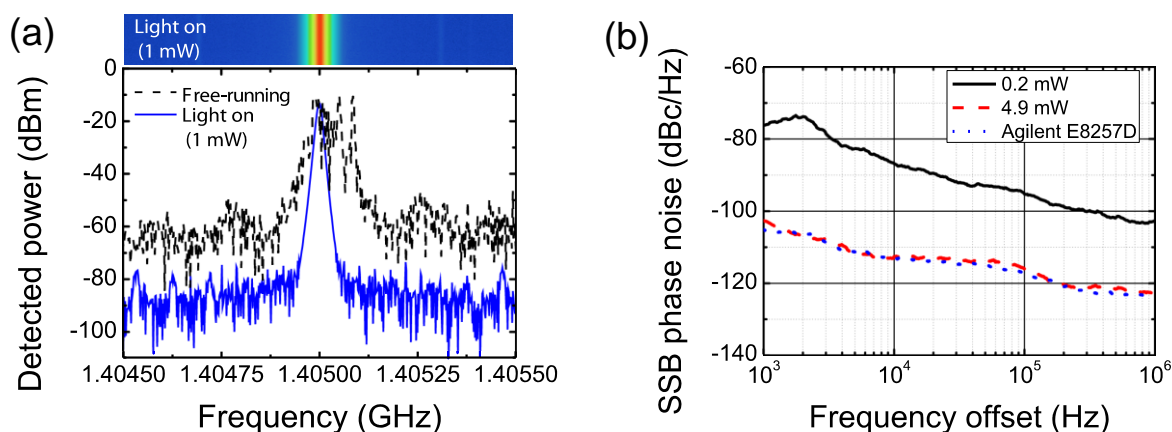 (a)
Light on
(1 mW)
Detected power (dBm)
0
-20
-40
-60
-80
-100
Free-running
Light on
(1 mW)
1.40450 1.40475 1.40500 1.40525 1.40550
Frequency (GHz)
(b)
SSB phase noise (dBc/Hz)
-60
-80
-100
-120
-140
0.2 mW
4.9 mW
Agilent E8257D
10³ 10⁴ 10⁵ 10⁶
Frequency offset (Hz)